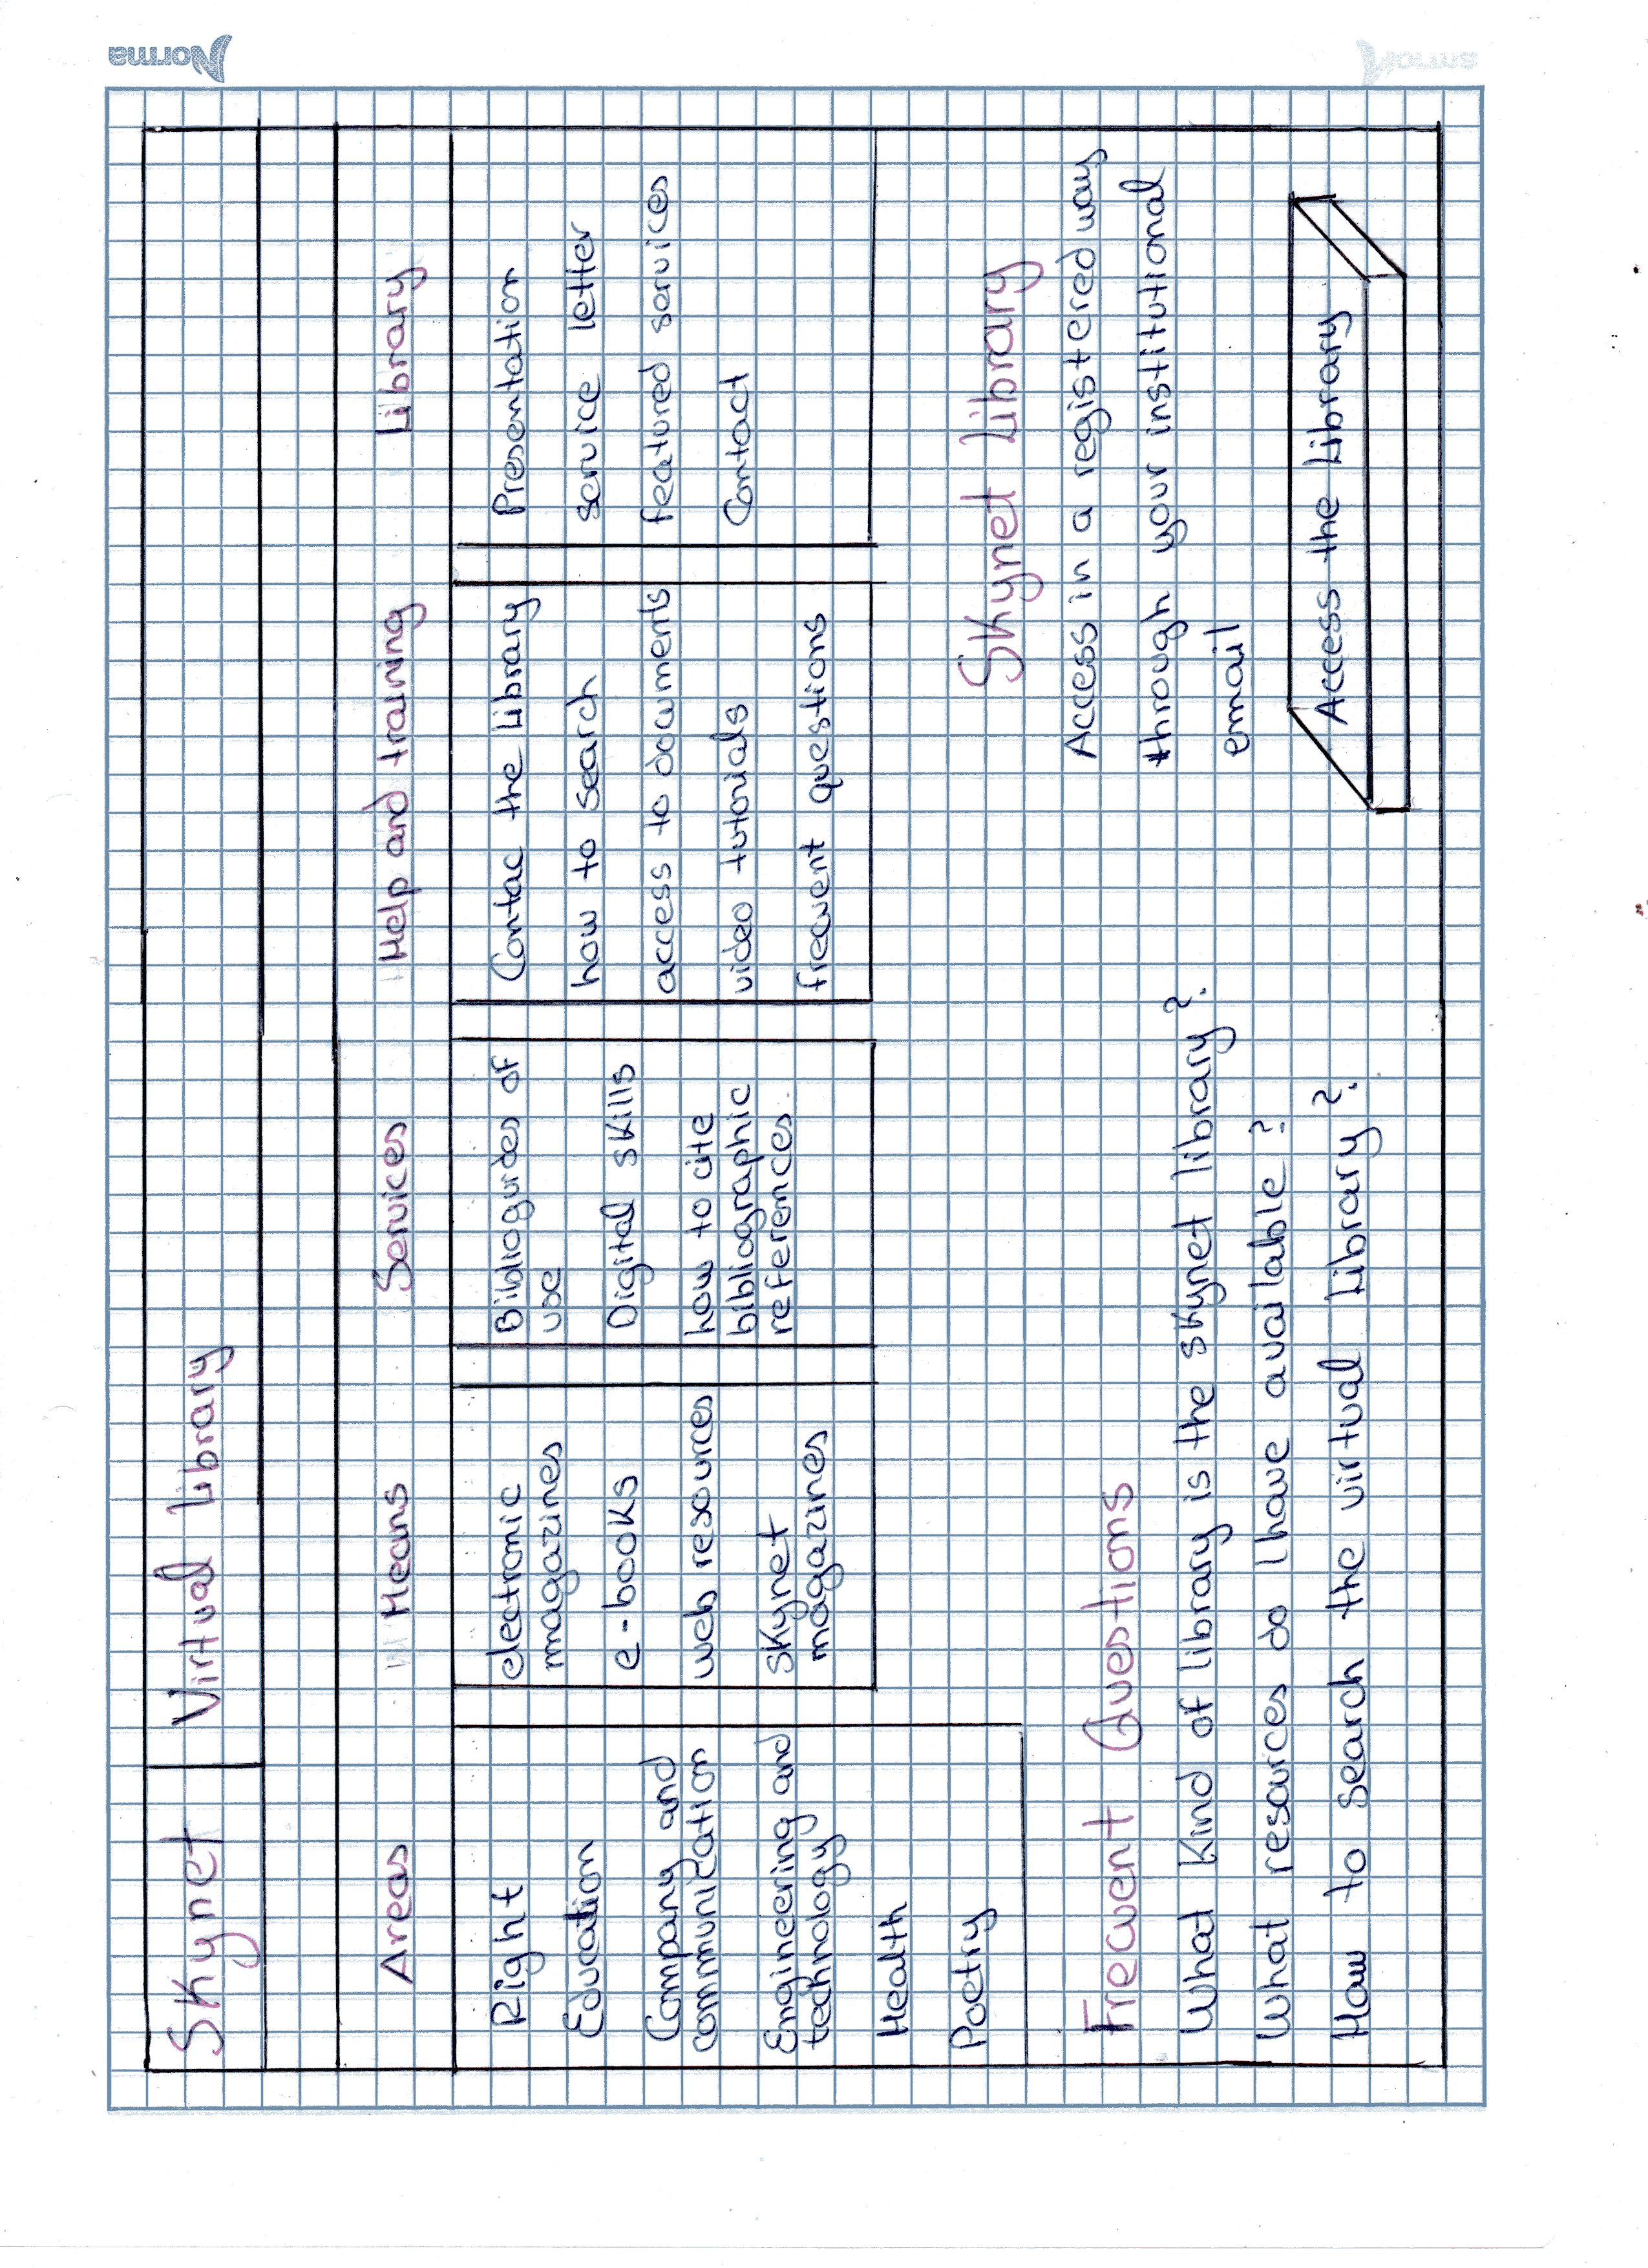 Norma
Skynet
Virtual Library
Areas
Means
Services
Help and training
Library
Right
Education
Company and
communication
Engineering and
technology
Health
Poetry
electronic
magazines
e-books
web resources
skynet
magazines
use
Digital skills
how to cite
bibliographic
references
Contac the Library
how to search
access to documents
video tutorials
frecuent questions
Presentation
service letter
featured services
Contact
Frecuent Questions
What Kind of library is the skynet library?
What resources do I have available?
How to search the virtual Library?
Skynet Library
Access in a registered way
through your institutional
email
Access the Library